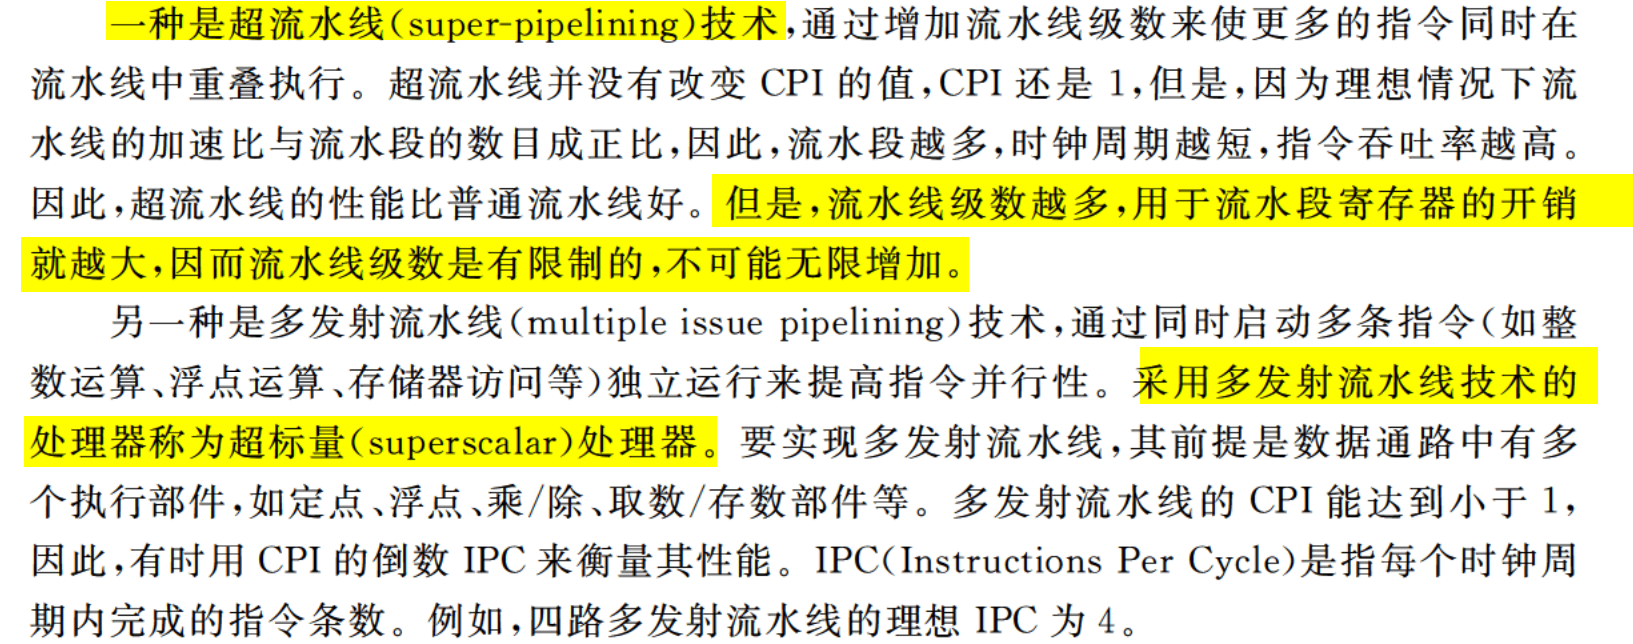 一种是超流水线(super-pipelining)技术,通过增加流水线级数来使更多的指令同时在
流水线中重叠执行。超流水线并没有改变 CPI 的值,CPI 还是 1,但是,因为理想情况下流
水线的加速比与流水段的数目成正比,因此,流水段越多,时钟周期越短,指令吞吐率越高。
因此,超流水线的性能比普通流水线好。但是,流水线级数越多,用于流水段寄存器的开销
就越大,因而流水线级数是有限制的,不可能无限增加。
另一种是多发射流水线(multiple issue pipelining)技术,通过同时启动多条指令(如整
数运算、浮点运算、存储器访问等)独立运行来提高指令并行性。采用多发射流水线技术的
处理器称为超标量(superscalar)处理器。要实现多发射流水线,其前提是数据通路中有多
个执行部件,如定点、浮点、乘/除、取数/存数部件等。多发射流水线的 CPI 能达到小于 1,
因此,有时用 CPI 的倒数 IPC 来衡量其性能。IPC(Instructions Per Cycle)是指每个时钟周
期内完成的指令条数。例如,四路多发射流水线的理想 IPC 为 4。